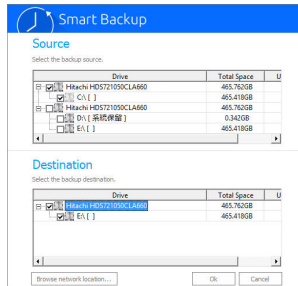 Smart Backup
Source
Select the backup source.
Drive Total Space U
Hitachi HDS721050CLA660 465.762GB
C:\ [ ] 465.418GB
Hitachi HDS721050CLA660 465.762GB
D:\ [ 系統保留 ] 0.342GB
E:\ [ ] 465.418GB
Destination
Select the backup destination.
Drive Total Space U
Hitachi HDS721050CLA660 465.762GB
E:\ [ ] 465.418GB
Browse network location... Ok Cancel